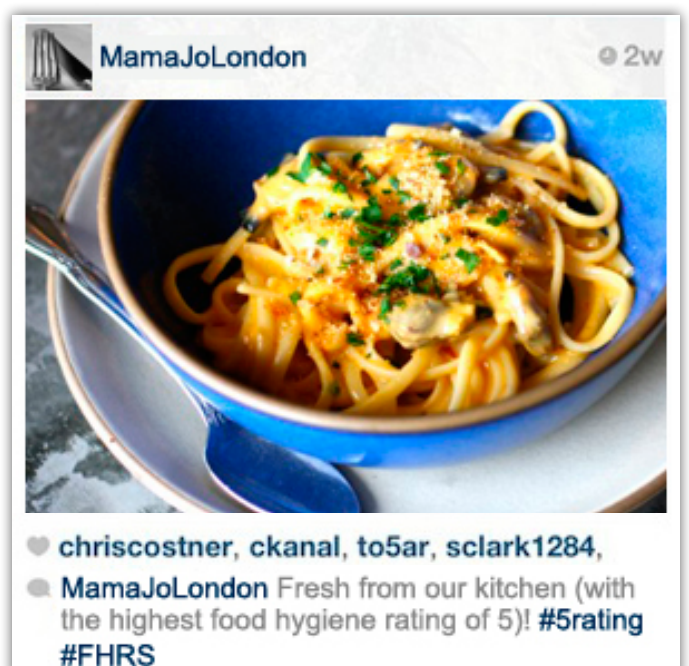 MamaJoLondon 2w
chriscostner, ckanal, to5ar, sclark1284,
MamaJoLondon Fresh from our kitchen (with
the highest food hygiene rating of 5)! #5rating
#FHRS